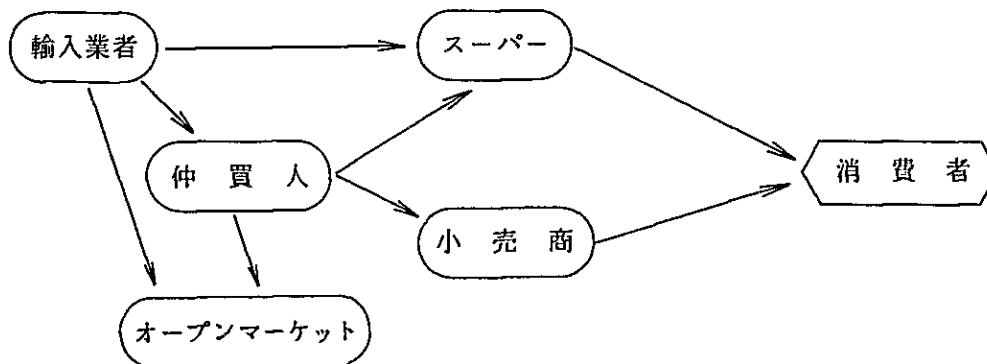 輸入業者
スーパー
仲買人
消費者
小売商
オープンマーケット